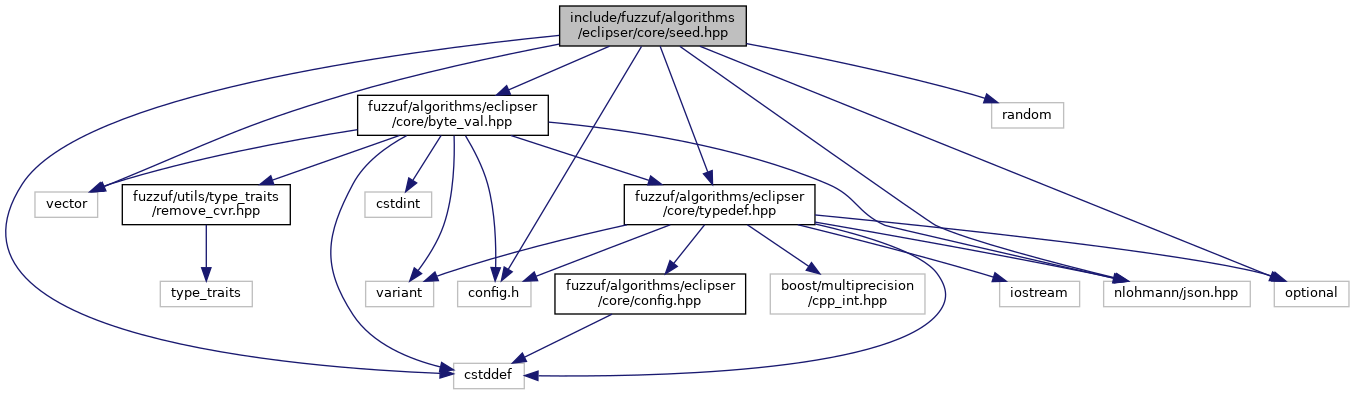 include/fuzzuf/algorithms
/eclipser/core/seed.hpp
fuzzuf/algorithms/eclipser
/core/byte_val.hpp
random
vector
fuzzuf/utils/type_traits
/remove_cvr.hpp
cstdint
fuzzuf/algorithms/eclipser
/core/typedef.hpp
type_traits
variant
config.h
fuzzuf/algorithms/eclipser
/core/config.hpp
boost/multiprecision
/cpp_int.hpp
iostream
nlohmann/json.hpp
optional
cstddef